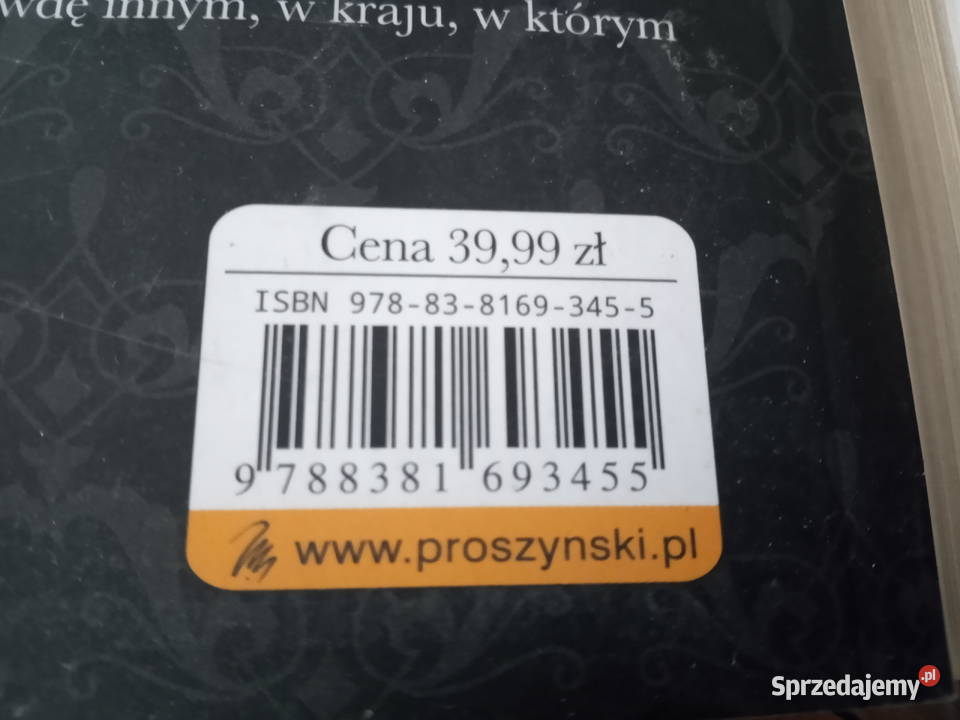 innym, w kraju, w którym
Cena 39,99 zł
ISBN 978-83-8169-345-5
9 788381 693455
www.proszynski.pl
Sprzedajemy.pl